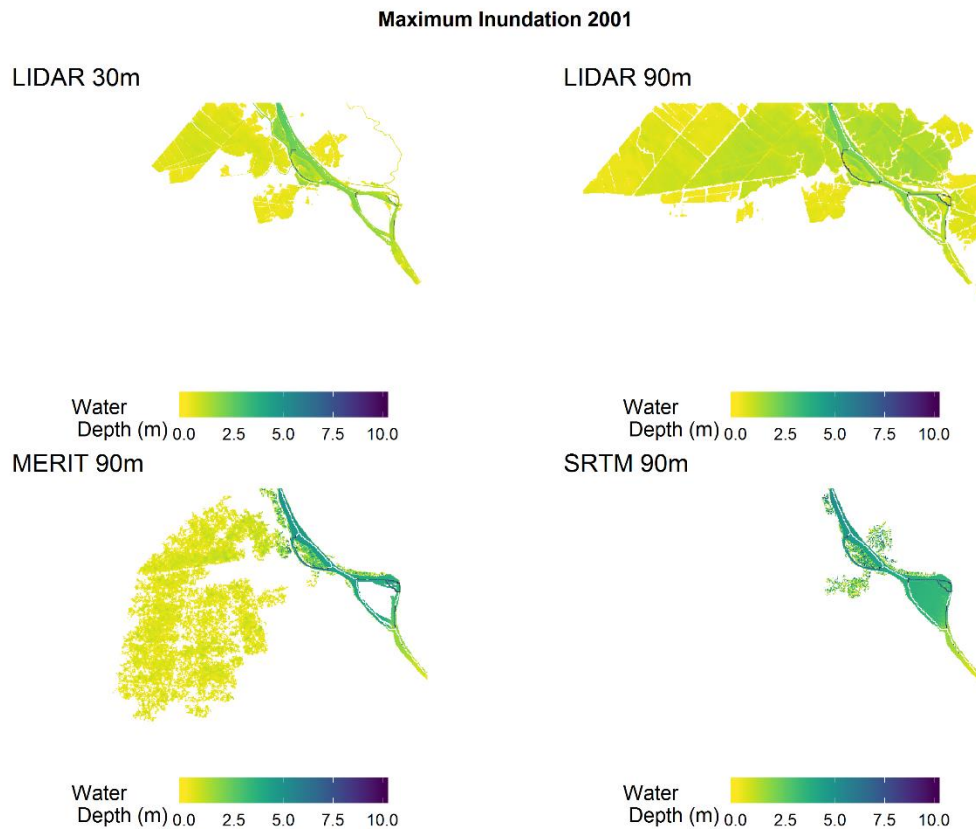 Maximum Inundation 2001
LIDAR 30m
LIDAR 90m
Water
Depth (m)
0.0 2.5 5.0 7.5 10.0
Water
Depth (m)
0.0 2.5 5.0 7.5 10.0
MERIT 90m
SRTM 90m
Water
Depth (m)
0.0 2.5 5.0 7.5 10.0
Water
Depth (m)
0.0 2.5 5.0 7.5 10.0